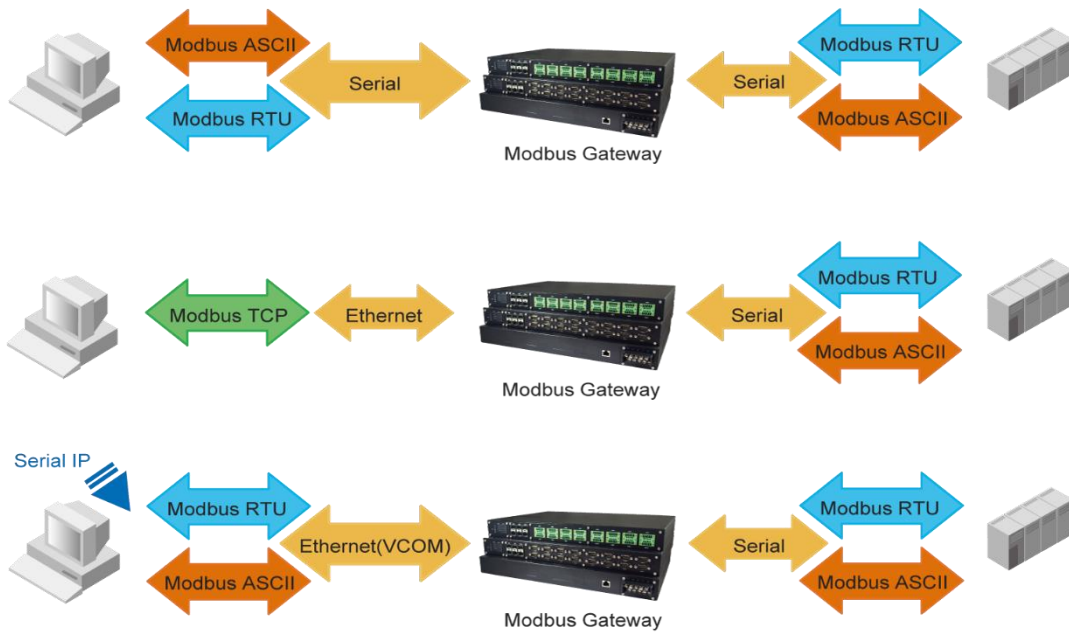 Modbus ASCII
Modbus RTU
Serial
Modbus Gateway
Serial
Modbus RTU
Modbus ASCII
Modbus TCP
Ethernet
Modbus Gateway
Serial
Modbus RTU
Modbus ASCII
Serial IP
Modbus RTU
Modbus ASCII
Ethernet(VCOM)
Modbus Gateway
Serial
Modbus RTU
Modbus ASCII